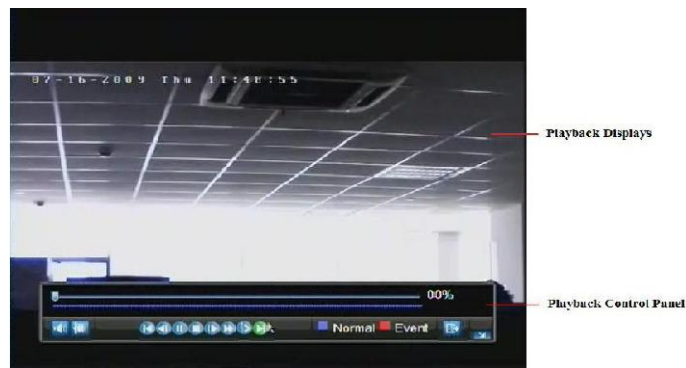 07-16-2009 Thu 11:48:55
Playback Displays
00%
Playback Control Panel
Normal Event